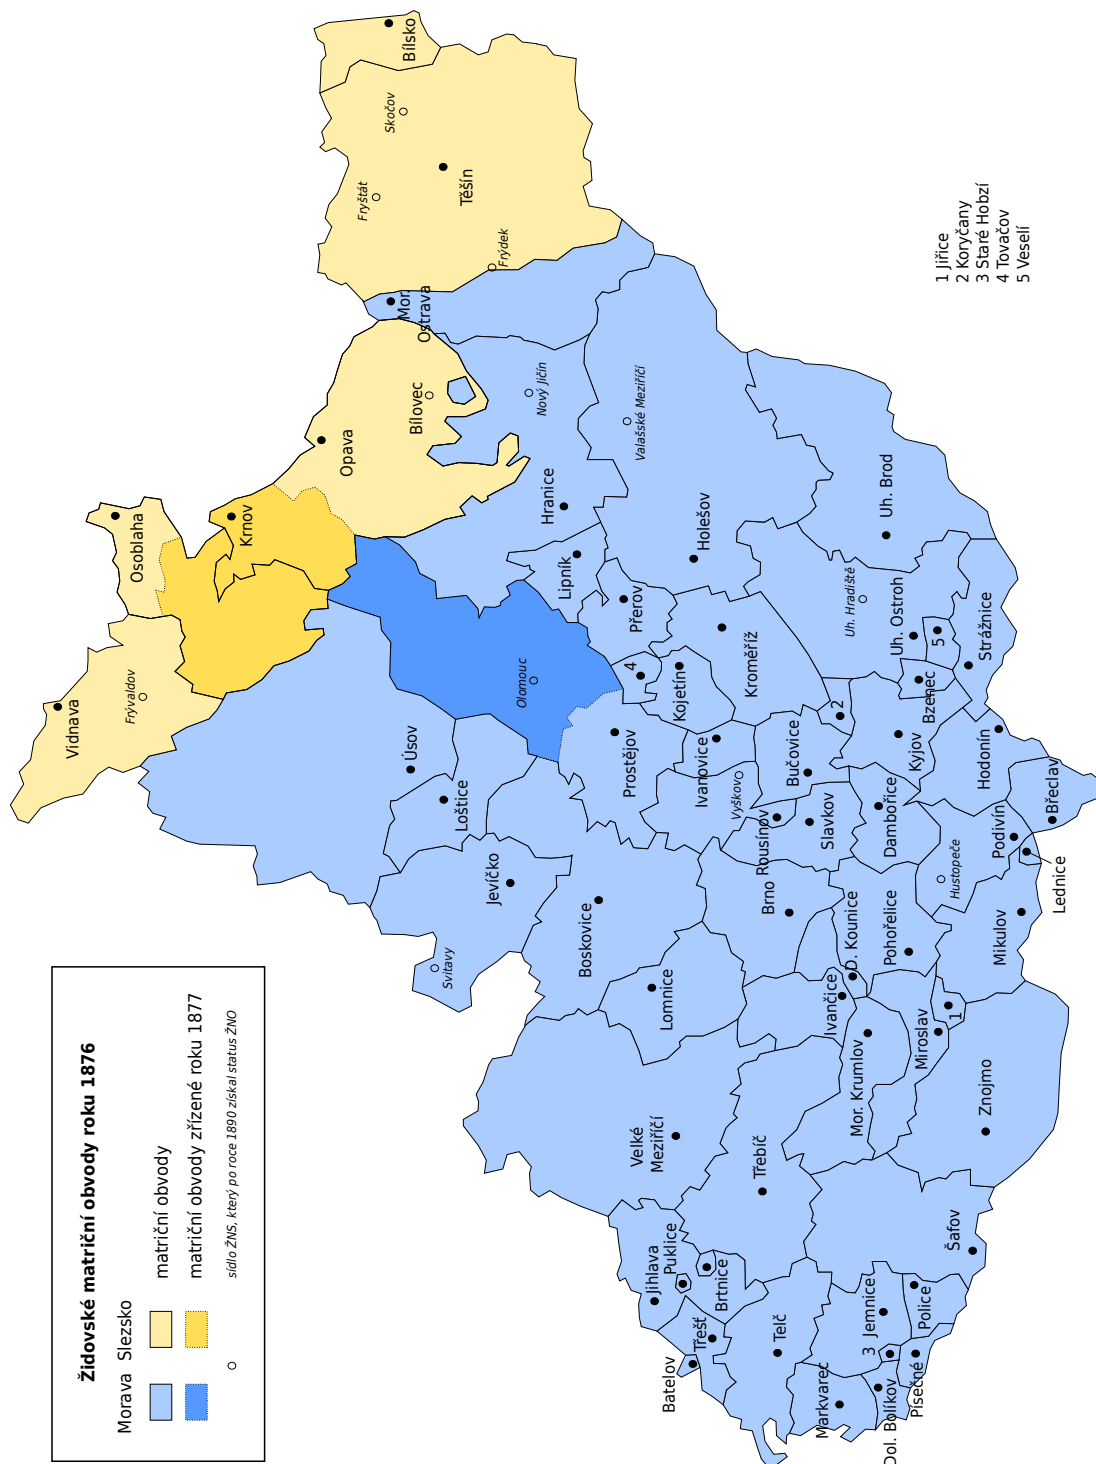 Židovské matriční obvody roku 1876
Morava
Slezsko
matriční obvody
matriční obvody zřízené roku 1877
sídlo ŽNS, který po roce 1890 získal status ŽNO
1 Jiřice
2 Koryčany
3 Staré Hobzí
4 Tovačov
5 Veselí
Bílsko
Skočov
Fryštát
Těšín
Frýdek
Mor.
Ostrava
Bílovec
Opava
Nový Jičín
Valašské Meziříčí
Osoblaha
Krnov
Hranice
Lipník
Holešov
Uh. Brod
Vidnava
Frývaldov
Olomouc
Přerov
4
Kojetín
Kroměříž
Uh. Hradiště
Uh. Ostroh
5
Strážnice
Bzenec
2
Kyjov
Hodonín
Břeclav
Úsov
Loštice
Prostějov
Ivanovice
Vyškov
Bučovice
Rousínov
Slavkov
Dambořice
Podivín
Hustopeče
Lednice
Jevíčko
Svitavy
Boskovice
Brno
Lomnice
D. Kounice
Pohořelice
Mikulov
Ivančice
Miroslav
1
Mor. Krumlov
Znojmo
Velké
Meziříčí
Třebíč
Šafov
Jihlava
Puklice
Brtnice
Třešť
Batelov
Telč
Jemnice
3
Police
Písečné
Markvarec
Dol. Bolíkov